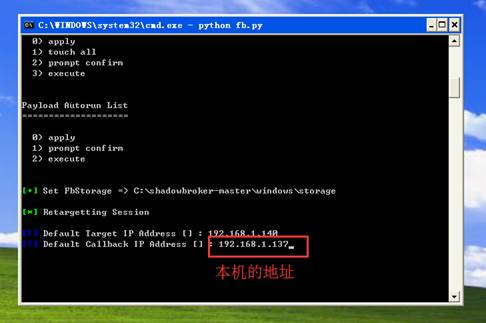 C:\WINDOWS\system32\cmd.exe - python fb.py
0) apply
1) touch all
2) prompt confirm
3) execute
Payload Autorun List
====================
0) apply
1) prompt confirm
2) execute
[+] Set FbStorage => C:\shadowbroker-master\windows\storage
[*] Retargetting Session
[?] Default Target IP Address [] : 192.168.1.140
[?] Default Callback IP Address [] : 192.168.1.137_
本机的地址